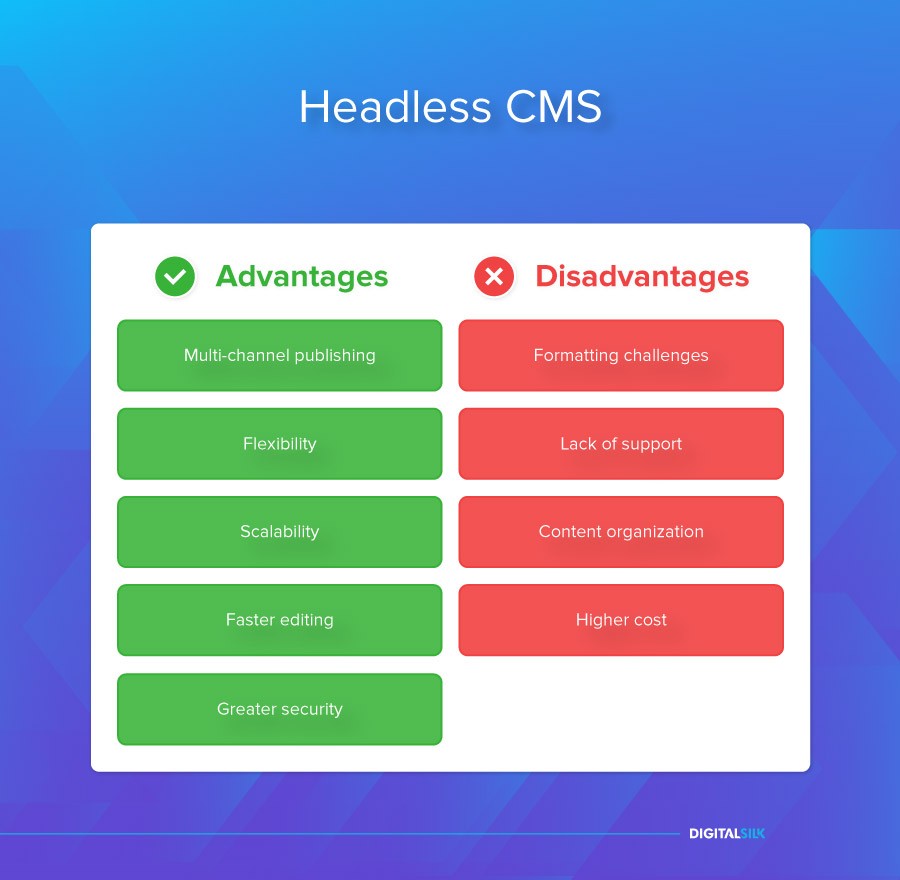 Headless CMS
Advantages
Disadvantages
Multi-channel publishing
Formatting challenges
Flexibility
Lack of support
Scalability
Content organization
Faster editing
Higher cost
Greater security
DIGITALSILK